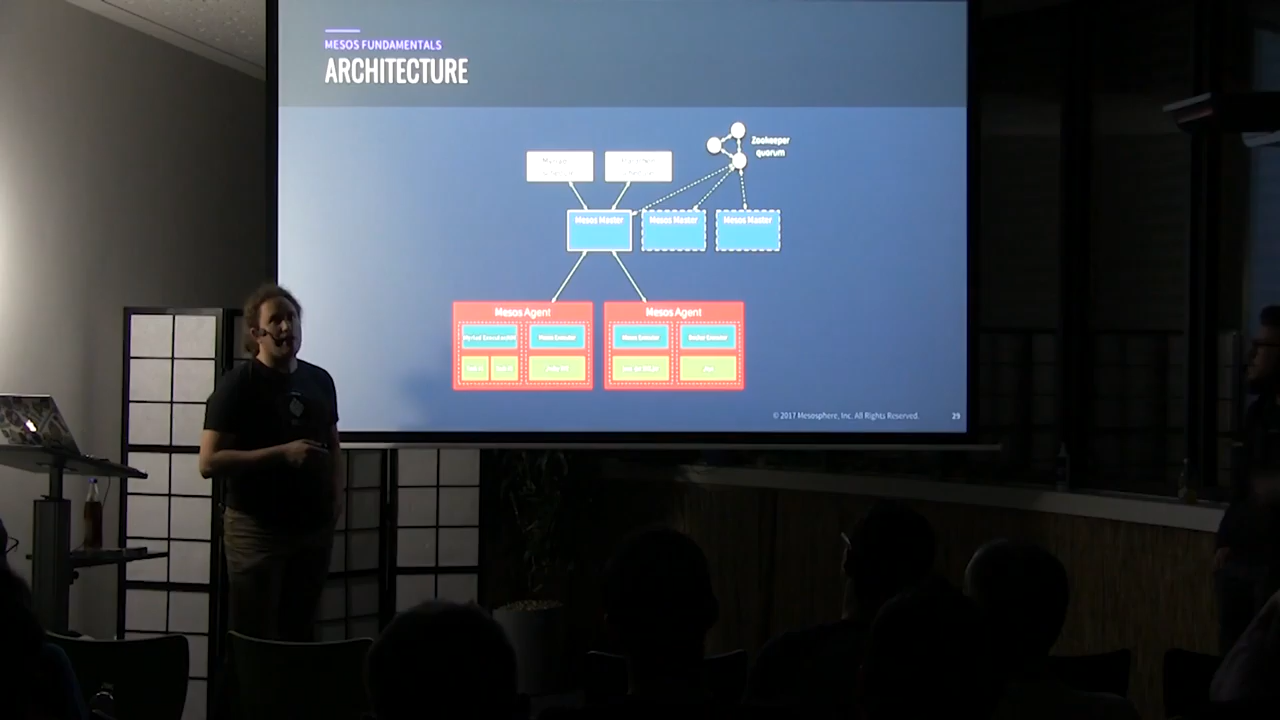 MESOS FUNDAMENTALS
ARCHITECTURE
Zookeeper
quorum
Mesos Master
Mesos Master
Mesos Master
Mesos Agent
Mesos Agent
Executor
Mesos Executor
Docker Executor
© 2017 Mesosphere, Inc. All Rights Reserved.
29